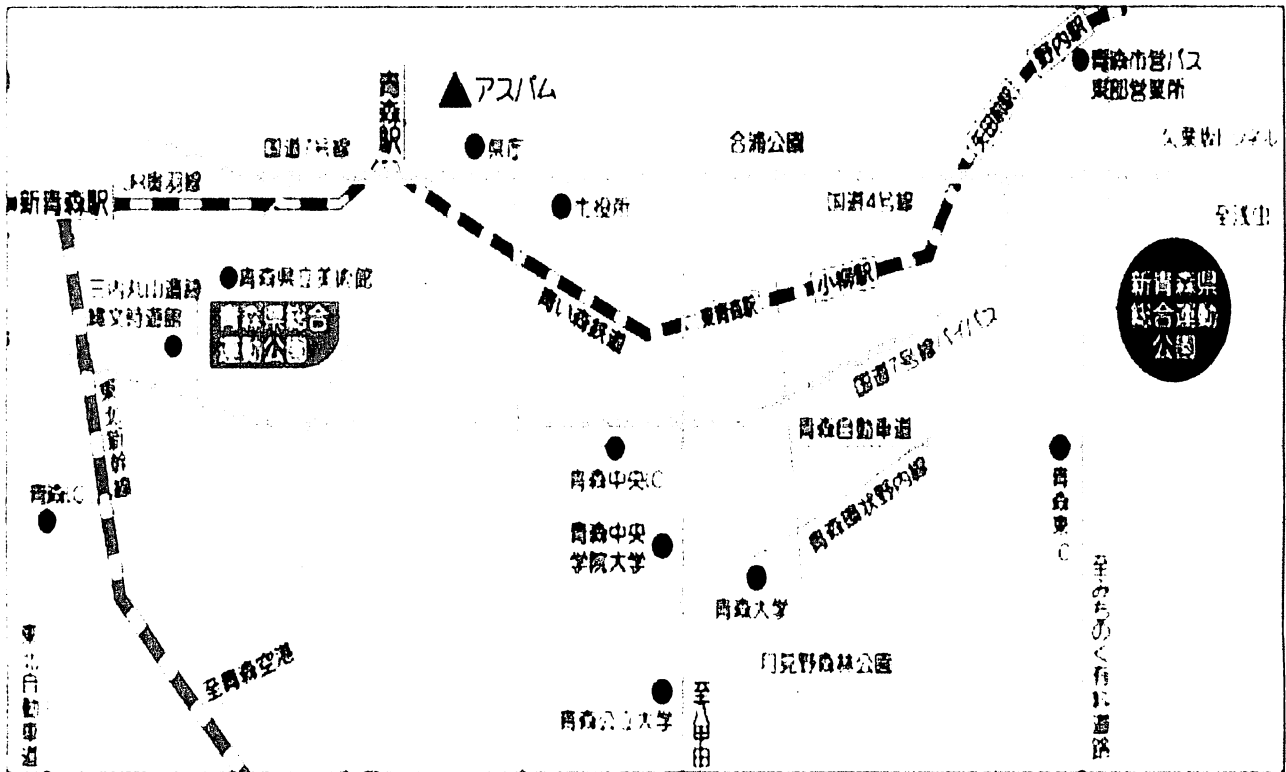 青森駅
アスパム
野内駅
青森市営バス
東部営業所
国道7号線
県庁
合浦公園
矢田前駅
久栗坂トンネル
JR奥羽線
新青森駅
市役所
国道4号線
至浅虫
三内丸山遺跡
縄文時遊館
青森県立美術館
青森県総合
運動公園
青い森鉄道
東青森駅
小柳駅
新青森県
総合運動
公園
国道7号線バイパス
東北新幹線
青森自動車道
青森IC
青森中央IC
青森環状野内線
青森東IC
青森中央
学院大学
青森大学
至みちのく有料道路
東北自動車道
至青森空港
月見野森林公園
青森公立大学
至八甲田